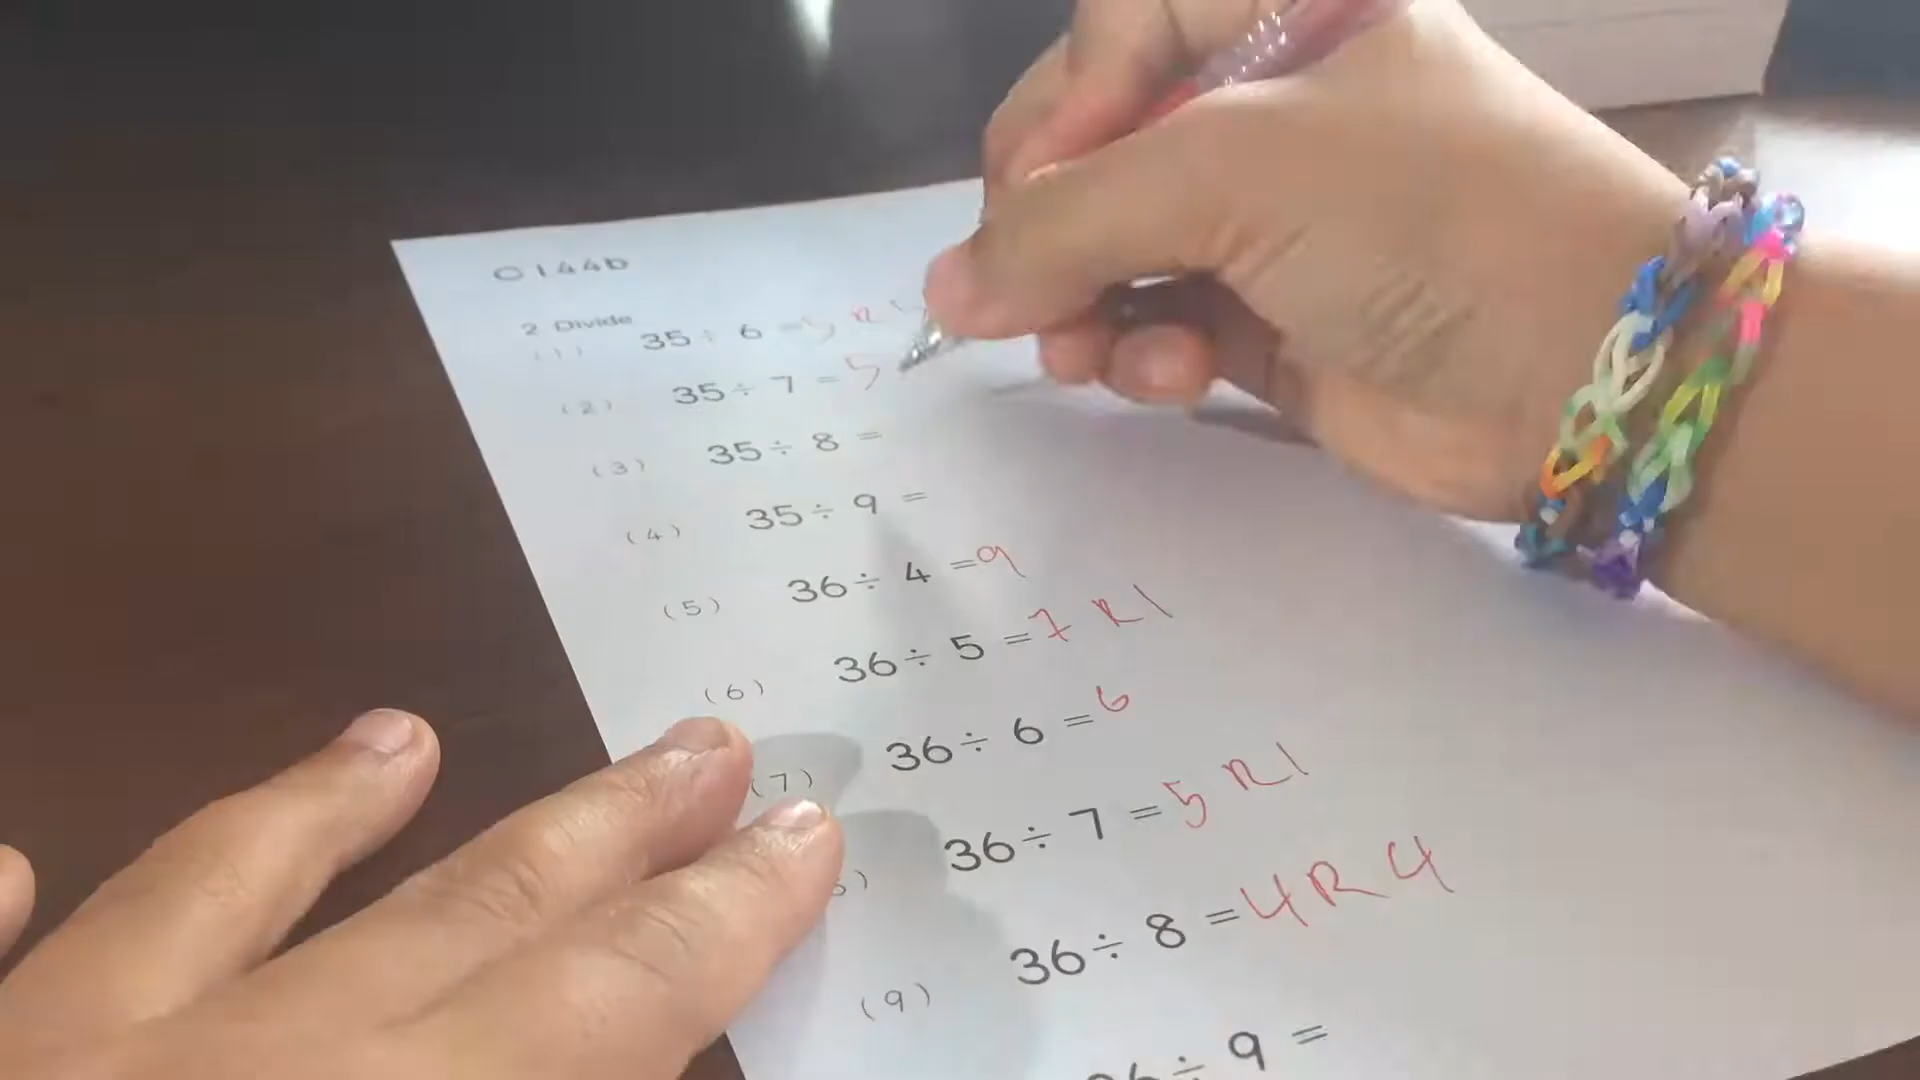 C144b
2 Divide
(1) 35 ÷ 6 = 5 R 5
(2) 35 ÷ 7 = 5
(3) 35 ÷ 8 =
(4) 35 ÷ 9 =
(5) 36 ÷ 4 = 9
(6) 36 ÷ 5 = 7 R1
(7) 36 ÷ 6 = 6
36 ÷ 7 = 5 R1
(9) 36 ÷ 8 = 4R4
÷ 9 =